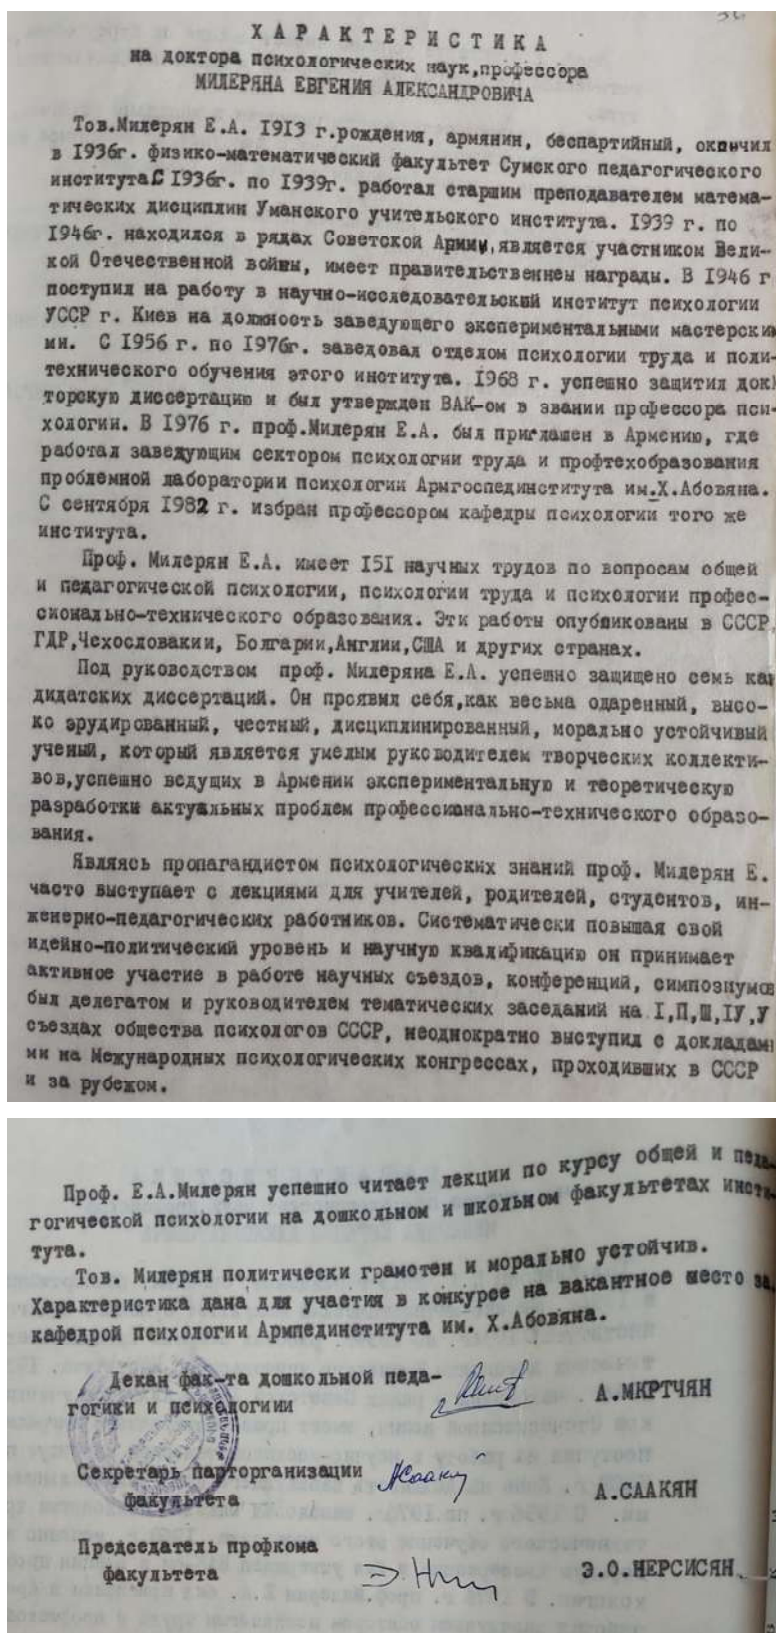 Х А Р А К Т Е Р И С Т И К А
на доктора психологических наук,профессора
МИЛЕРЯНА ЕВГЕНИЯ АЛЕКСАНДРОВИЧА
Тов.Милерян Е.А. 1913 г.рождения, армянин, беспартийный, окончил
в 1936г. физико-математический факультет Сумского педагогического
институтаС 1936г. по 1939г. работал старшим преподавателем матема-
тических дисциплин Уманского учительского института. 1939 г. по
1946г. находился в рядах Советской Армии,является участником Вели-
кой Отечественной войны, имеет правительственнем награды. В 1946 г
поступил на работу в научно-исследовательский институт психологии
УССР г. Киев на должность заведующего экспериментальными мастерски
ми. С 1956 г. по 1976г. заведовал отделом психологии труда и поли-
технического обучения этого института. 1968 г. успешно защитил док
торскую диссертацию и был утвержден ВАК-ом в звании профессора пси-
хологии. В 1976 г. проф.Милерян Е.А. был приглашен в Армению, где
работал заведующим сектором психологии труда и профтехобразования
проблемной лаборатории психологии Армгоспединститута им.Х.Абовяна.
С сентября 1982 г. избран профессором кафедры психологии того же
института.
Проф. Милерян Е.А. имеет 151 научных трудов по вопросам общей
и педагогической психологии, психологии труда и психологии профес-
сионально-технического образования. Эти работы опубликованы в СССР,
ГДР,Чехословакии, Болгарии,Англии,США и других странах.
Под руководством проф. Милеряна Е.А. успешно защищено семь кан
дидатских диссертаций. Он проявил себя,как весьма одаренный, высо-
ко эрудированный, честный, дисциплинированный, морально устойчивый
ученый, который является умелым руководителем творческих коллекти-
вов,успешно ведущих в Армении экспериментальную и теоретическую
разработки актуальных проблем профессионально-технического образо-
вания.
Являясь пропагандистом психологических знаний проф. Милерян Е.
часто выступает с лекциями для учителей, родителей, студентов, ин-
женерно-педагогических работников. Систематически повышая свой
идейно-политический уровень и научную квалификацию он принимает
активное участие в работе научных съездов, конференций, симпозиумов
был делегатом и руководителем тематических заседаний на I,П,Ш,IУ,У
съездах общества психологов СССР, неоднократно выступил с докладам
ми на Межународных психологических конгрессах, проходивших в СССР
и за рубежом.
Проф. Е.А.Милерян успешно читает лекции по курсу общей и педа-
гогической психологии на дошкольном и школьном факультетах инсти-
тута.
Тов. Милерян политически грамотен и морально устойчив.
Характеристика дана для участия в конкурсе на вакантное место зав.
кафедрой психологии Армпединститута им. Х.Абовяна.
Декан фак-та дошкольной педа-
гогики и психологиии А.МКРТЧЯН
Секретарь парторганизации
факультета А.СААКЯН
Председатель профкома
факультета Э.О.НЕРСИСЯН